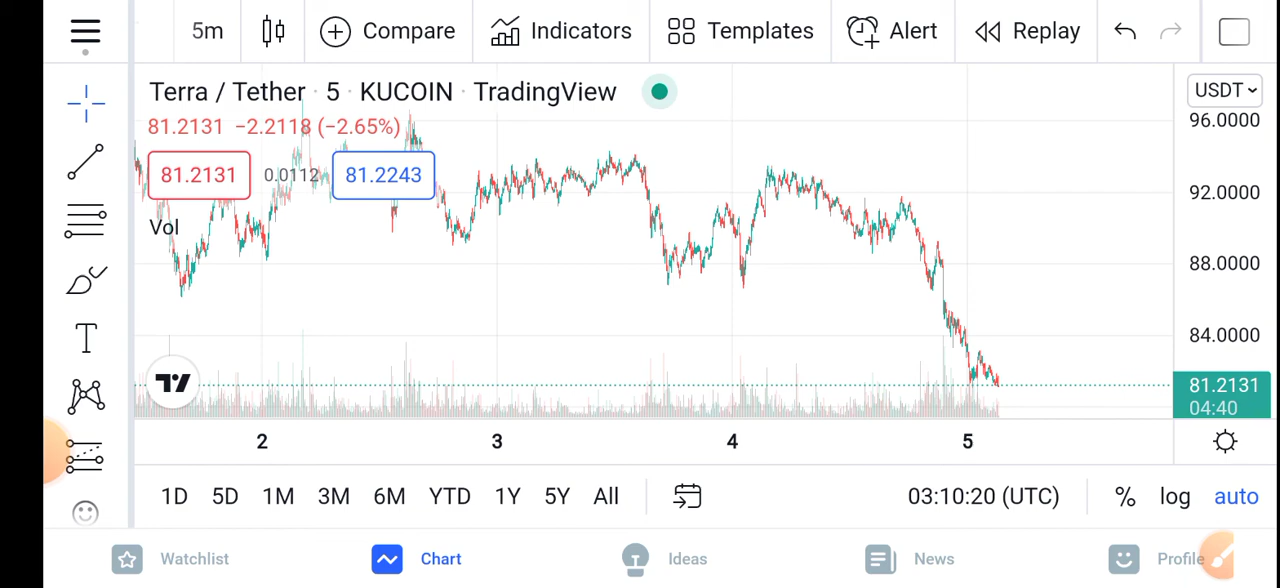 5m Compare Indicators Templates Alert Replay
Terra / Tether · 5 · KUCOIN · TradingView
USDT
81.2131 −2.2118 (−2.65%)
81.2131 0.0112 81.2243
Vol
96.0000
92.0000
88.0000
84.0000
81.2131
04:40
2 3 4 5
1D 5D 1M 3M 6M YTD 1Y 5Y All 03:10:20 (UTC) % log auto
Watchlist Chart Ideas News Profile